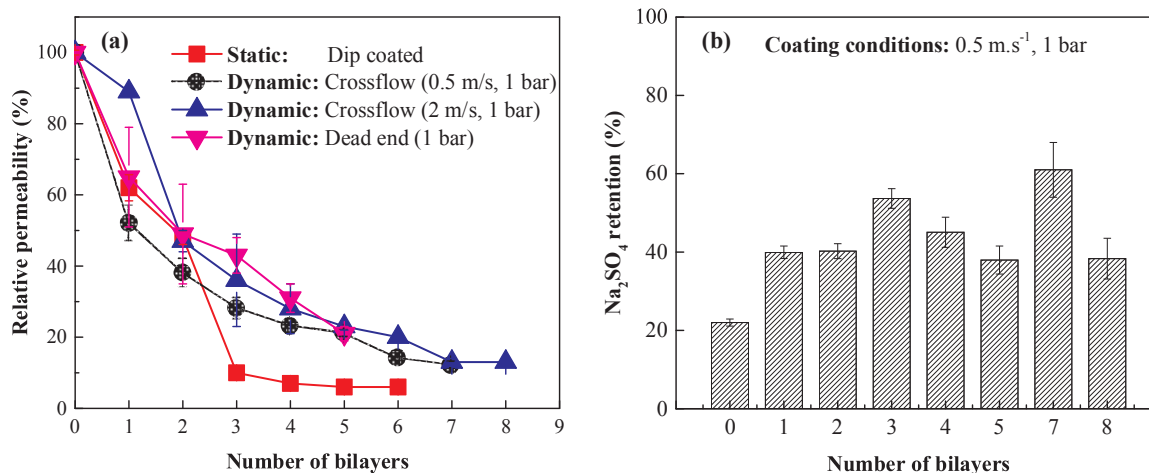 (a)
Static: Dip coated
Dynamic: Crossflow (0.5 m/s, 1 bar)
Dynamic: Crossflow (2 m/s, 1 bar)
Dynamic: Dead end (1 bar)
Relative permeability (%)
100
80
60
40
20
0
0 1 2 3 4 5 6 7 8 9
Number of bilayers
(b)
Coating conditions: 0.5 m.s⁻¹, 1 bar
Na₂SO₄ retention (%)
100
80
60
40
20
0
0 1 2 3 4 5 7 8
Number of bilayers